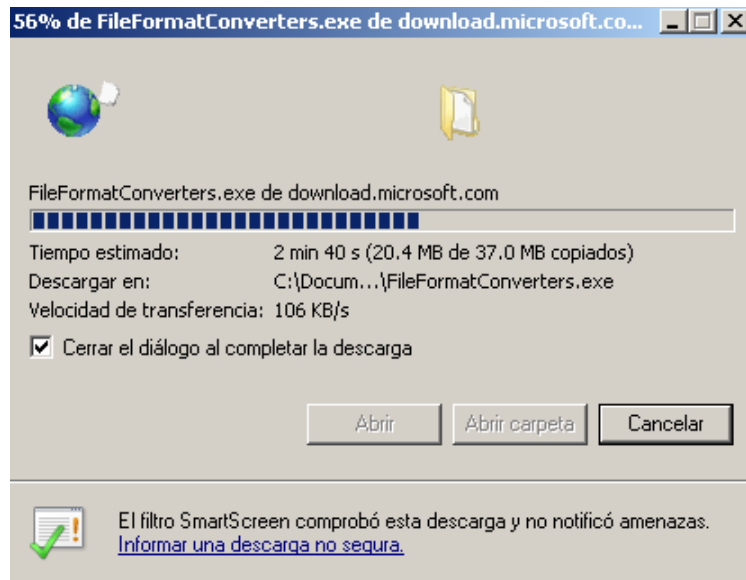 56% de FileFormatConverters.exe de download.microsoft.co...
FileFormatConverters.exe de download.microsoft.com
Tiempo estimado: 2 min 40 s (20.4 MB de 37.0 MB copiados)
Descargar en: C:\Docum...\FileFormatConverters.exe
Velocidad de transferencia: 106 KB/s
Cerrar el diálogo al completar la descarga
Abrir Abrir carpeta Cancelar
El filtro SmartScreen comprobó esta descarga y no notificó amenazas.
Informar una descarga no segura.